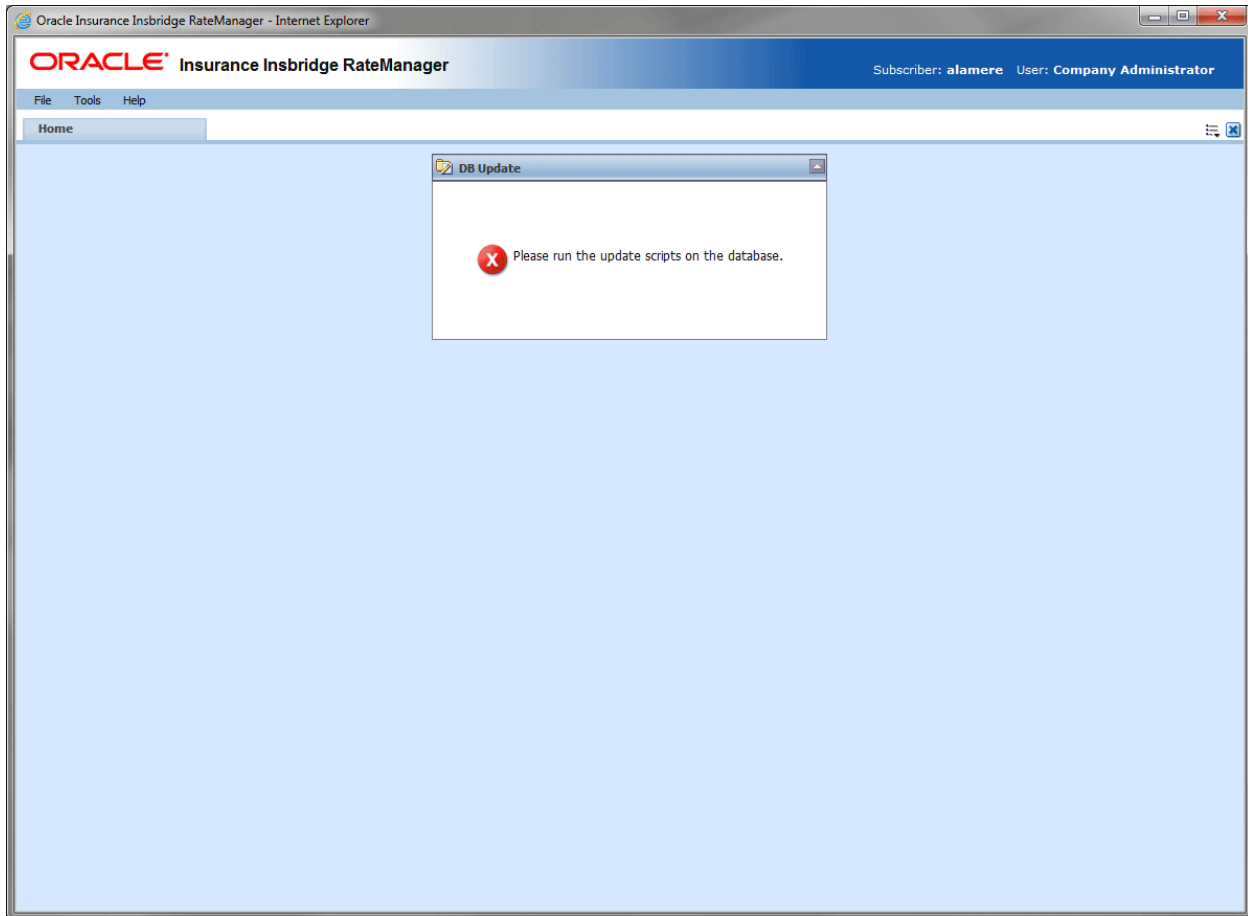 Oracle Insurance Insbridge RateManager - Internet Explorer
ORACLE Insurance Insbridge RateManager
Subscriber: alamere User: Company Administrator
File Tools Help
Home
DB Update
Please run the update scripts on the database.